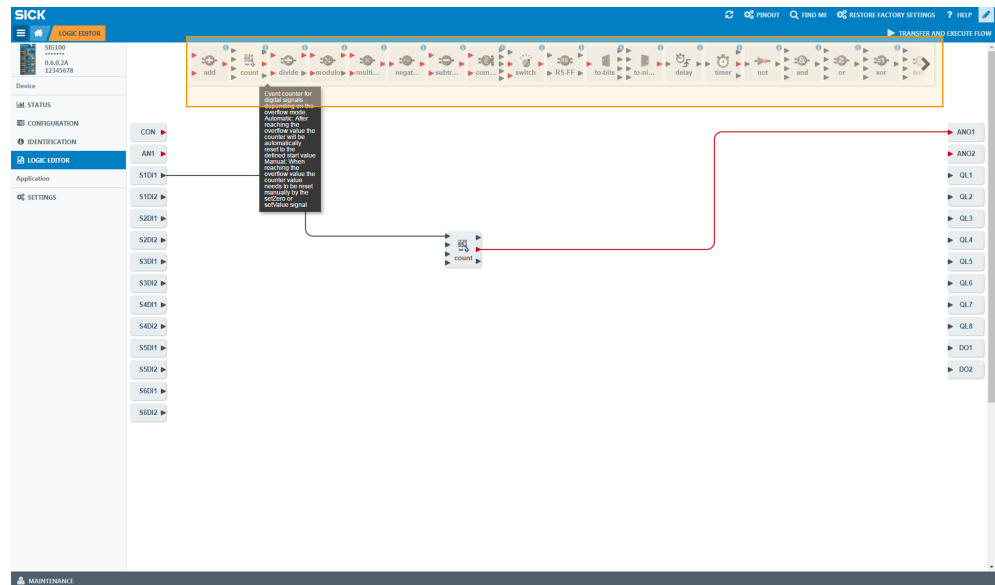 SICK
PINOUT
FIND ME
RESTORE FACTORY SETTINGS
? HELP
LOGIC EDITOR
TRANSFER AND EXECUTE FLOW
SIG100
*******
0.6.0.2A
12345678
Device
STATUS
CONFIGURATION
IDENTIFICATION
LOGIC EDITOR
Application
SETTINGS
add
count
divide
modulo
multi...
negat...
subtr...
com...
switch
RS-FF
to-bits
to-ni...
delay
timer
not
and
or
xor
Event counter for
digital signals
depending on the
overflow mode.
Automatic: After
reaching the
overflow value the
counter will be
automatically
reset to the
defined start value
Manual: When
reaching the
overflow value the
counter value
needs to be reset
manually by the
setZero or
setValue signal
CON
AN1
S1DI1
S1DI2
S2DI1
S2DI2
S3DI1
S3DI2
S4DI1
S4DI2
S5DI1
S5DI2
S6DI1
S6DI2
count
ANO1
ANO2
QL1
QL2
QL3
QL4
QL5
QL6
QL7
QL8
DO1
DO2
MAINTENANCE